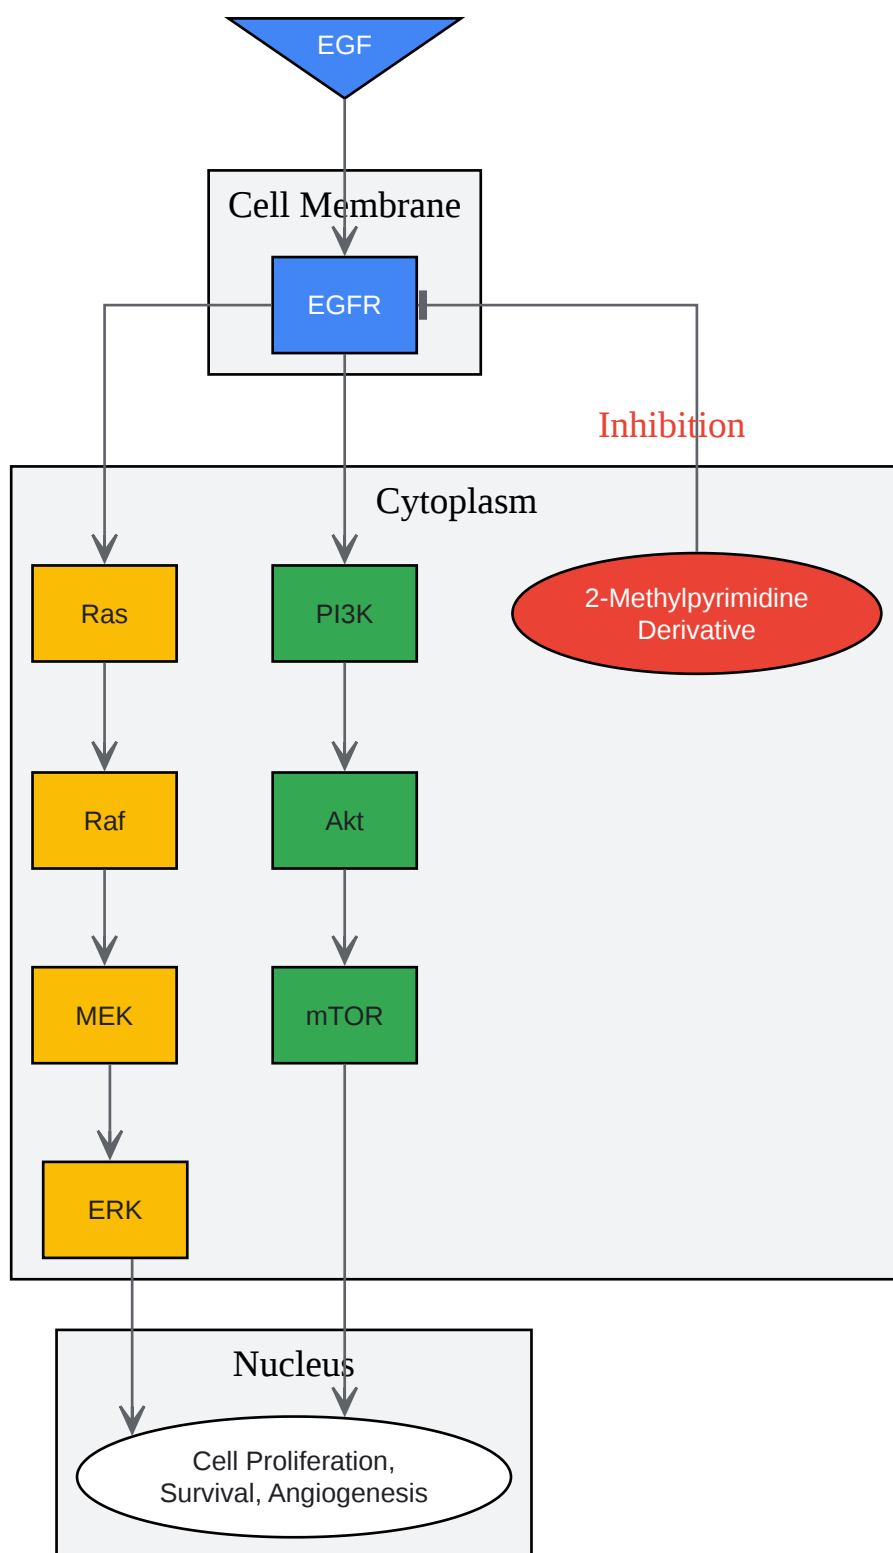 EGF
Cell Membrane
EGFR
Inhibition
Cytoplasm
Ras
PI3K
2-Methylpyrimidine
Derivative
Raf
Akt
MEK
mTOR
ERK
Nucleus
Cell Proliferation,
Survival, Angiogenesis